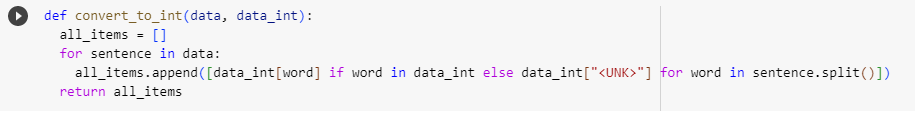 def convert_to_int(data, data_int):
  all_items = []
  for sentence in data:
    all_items.append([data_int[word] if word in data_int else data_int["<UNK>"] for word in sentence.split()])
  return all_items